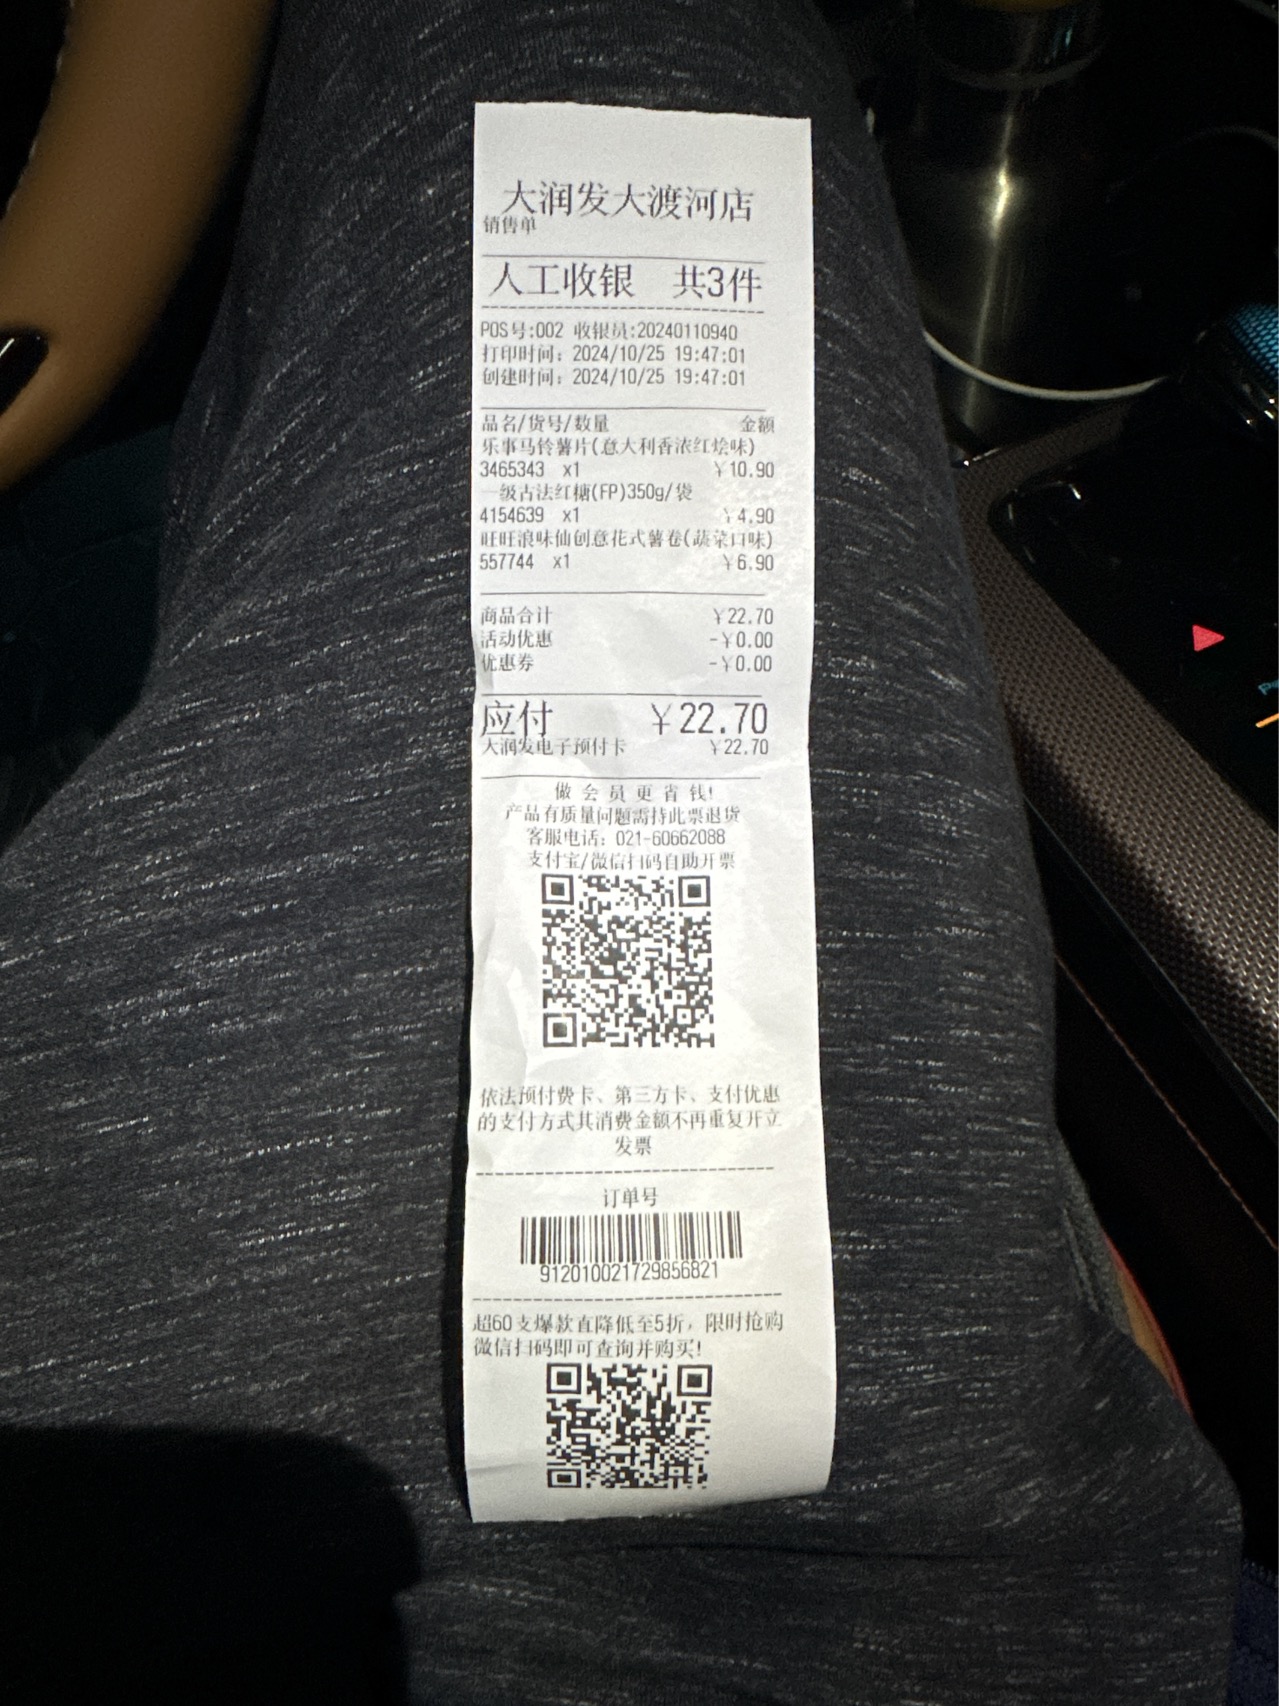 大润发大渡河店
销售单
人工收银 共3件
POS号:002 收银员:20240110940
打印时间：2024/10/25 19:47:01
创建时间：2024/10/25 19:47:01
品名/货号/数量 金额
乐事马铃薯片(意大利香浓红烩味)
3465343 x1 ￥10.90
一级古法红糖(FP)350g/袋
4154639 x1 ￥4.90
旺旺浪味仙创意花式薯卷(蔬菜口味)
557744 x1 ￥6.90
商品合计 ￥22.70
活动优惠 -￥0.00
优惠券 -￥0.00
应付 ￥22.70
大润发电子预付卡 ￥22.70
做会员更省钱!
产品有质量问题需持此票退货
客服电话：021-60662088
支付宝/微信扫码自助开票
依法预付费卡、第三方卡、支付优惠
的支付方式其消费金额不再重复开立
发票
订单号
912010021729856821
超60支爆款直降低至5折，限时抢购
微信扫码即可查询并购买!